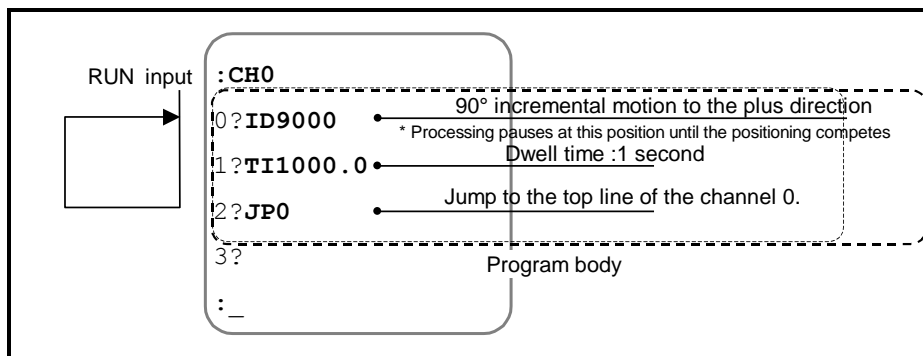 RUN input
:CH0
0?ID9000
90° incremental motion to the plus direction
* Processing pauses at this position until the positioning competes
1?TI1000.0
Dwell time :1 second
2?JP0
Jump to the top line of the channel 0.
3?
Program body
:_